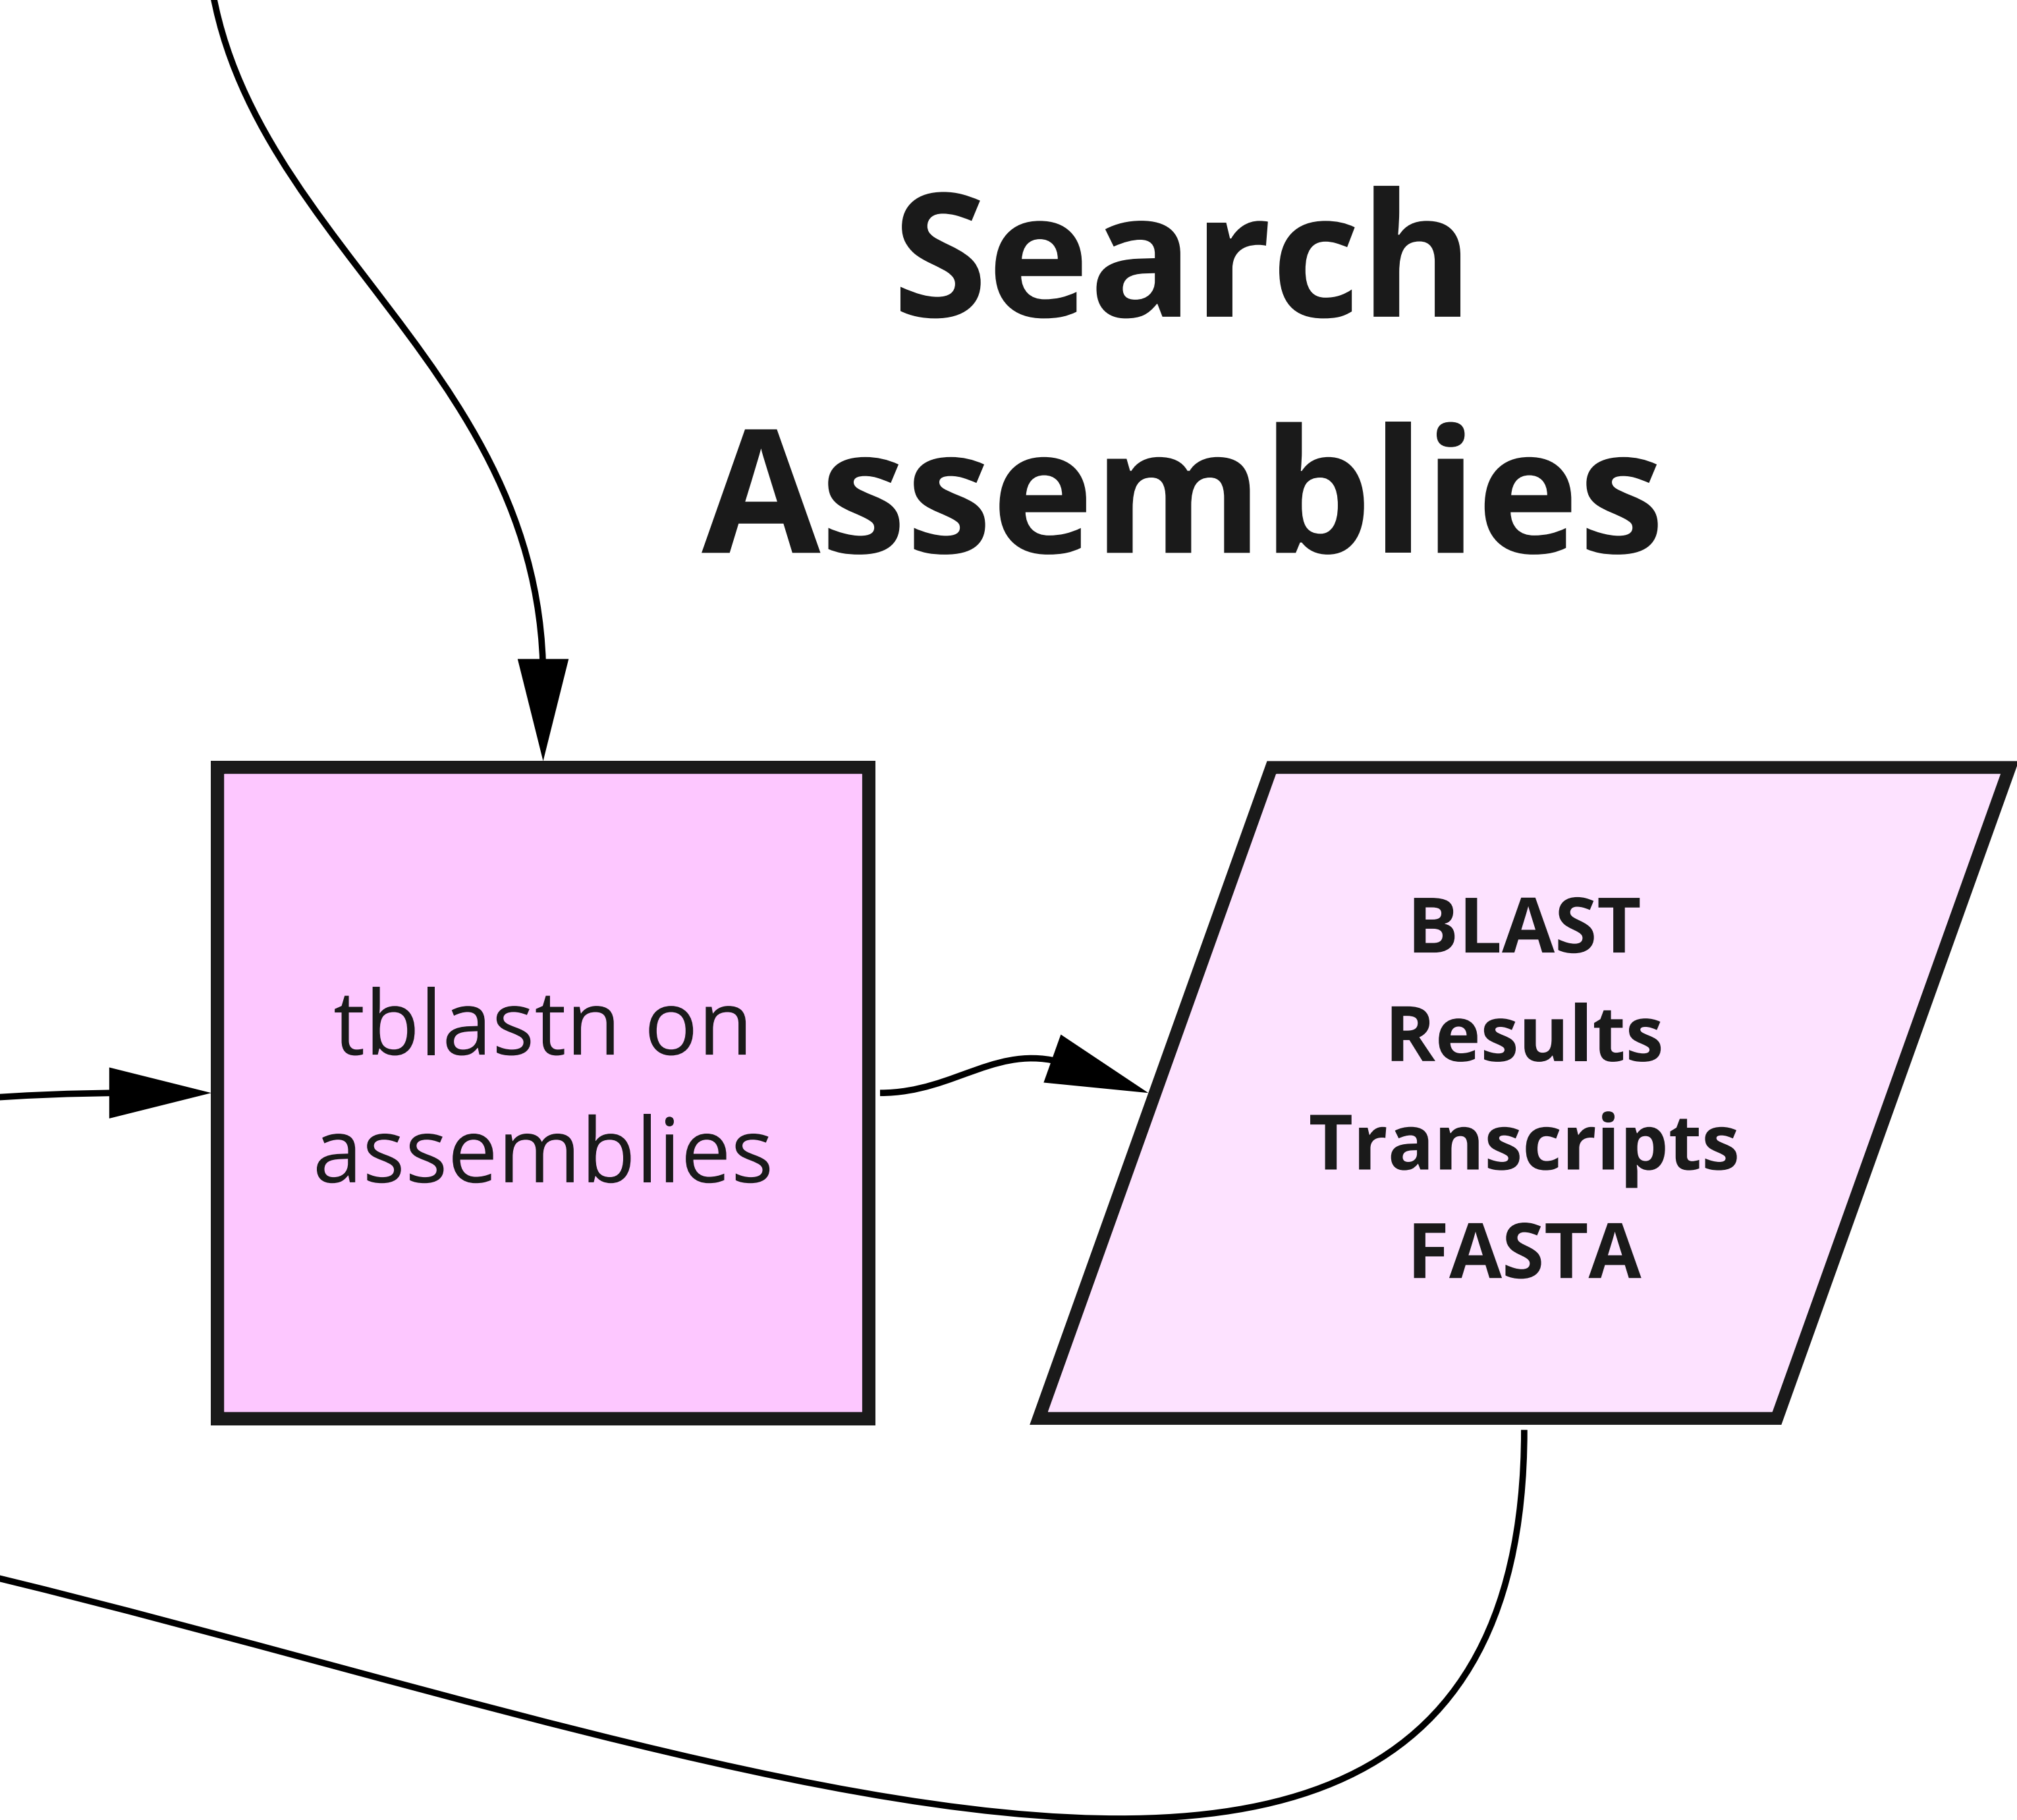 Search
Assemblies
tblastn on
assemblies
BLAST
Results
Transcripts
FASTA